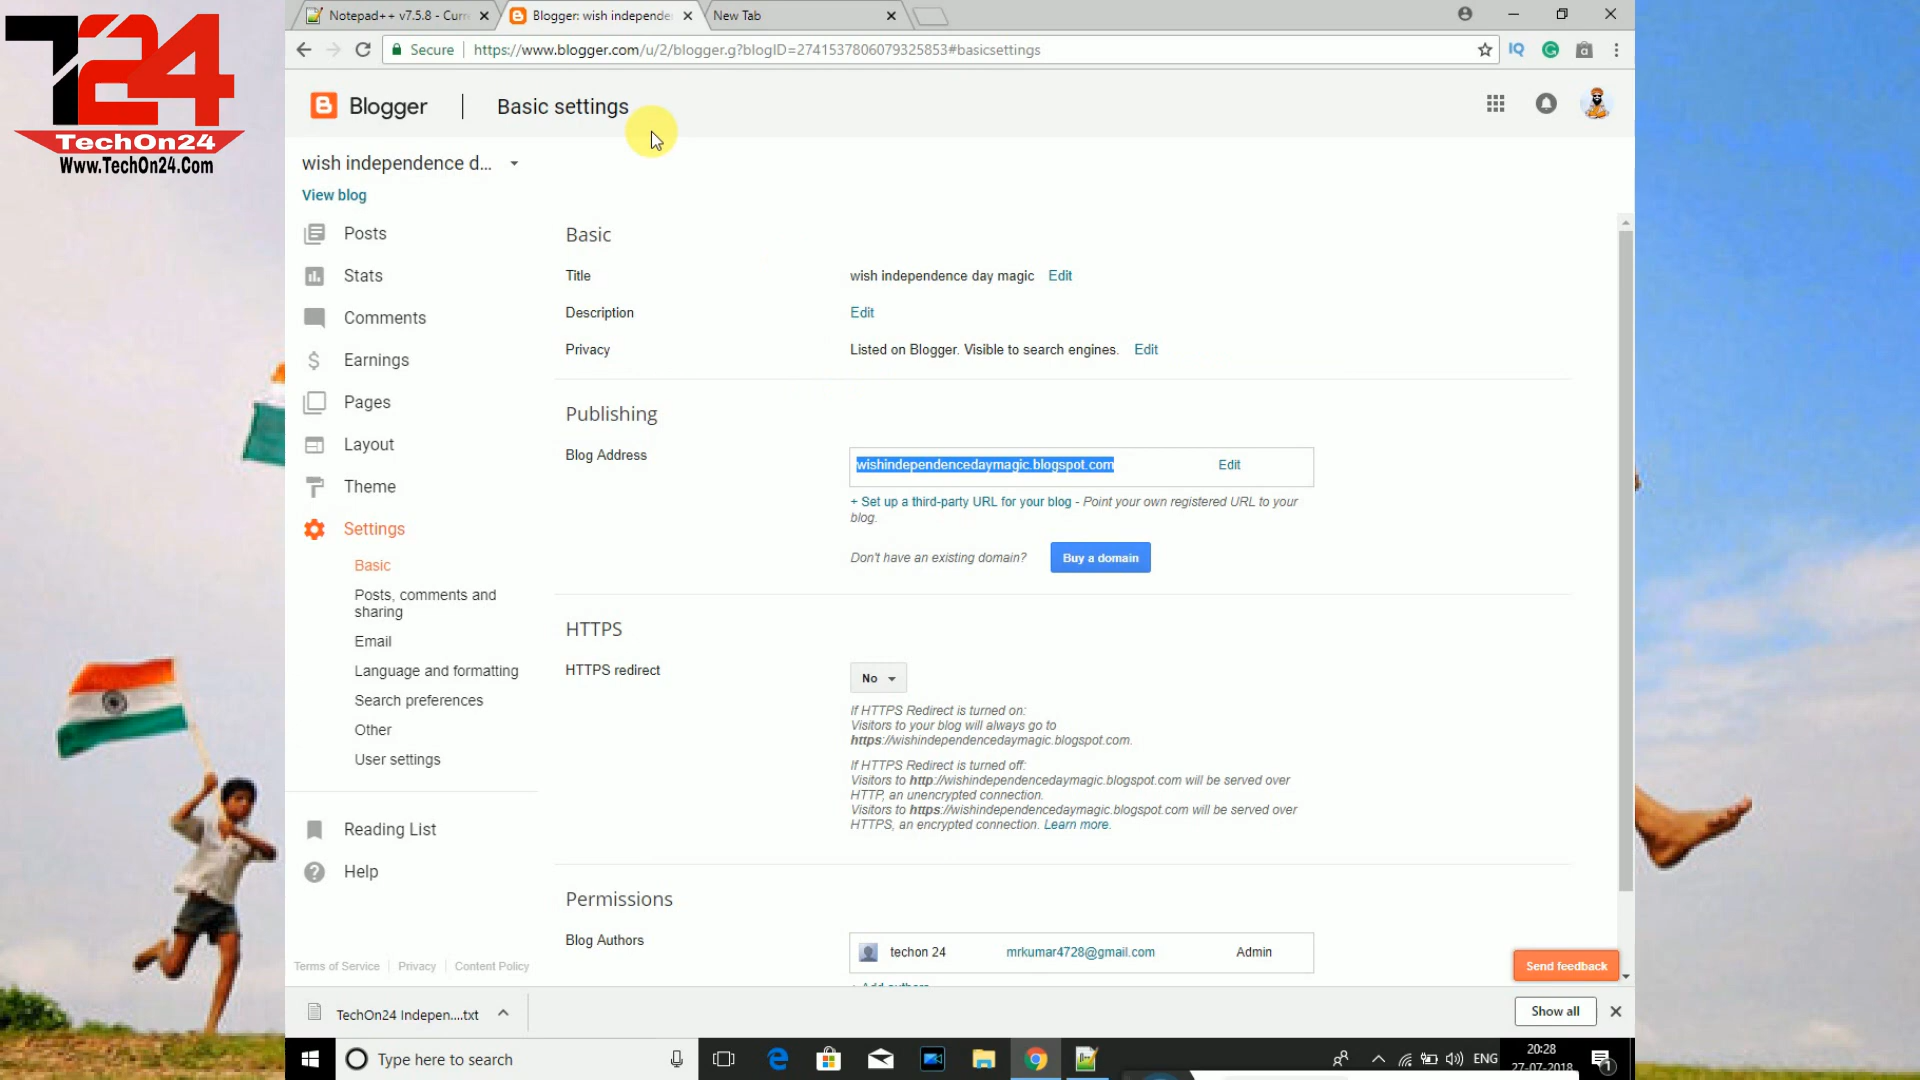 T24
TechOn24
Www.TechOn24.Com
Notepad++ v7.5.8 - Curr
Blogger: wish independe
New Tab
Secure
https://www.blogger.com/u/2/blogger.g?blogID=2741537806079325853#basicsettings
IQ
Blogger
Basic settings
wish independence d...
View blog
Posts
Stats
Comments
Earnings
Pages
Layout
Theme
Settings
Basic
Posts, comments and
sharing
Email
Language and formatting
Search preferences
Other
User settings
Reading List
Help
Terms of Service
Privacy
Content Policy
Basic
Title
wish independence day magic Edit
Description
Edit
Privacy
Listed on Blogger. Visible to search engines. Edit
Publishing
Blog Address
wishindependencedaymagic.blogspot.com Edit
+ Set up a third-party URL for your blog - Point your own registered URL to your
blog.
Don't have an existing domain?
Buy a domain
HTTPS
HTTPS redirect
No
If HTTPS Redirect is turned on:
Visitors to your blog will always go to
https://wishindependencedaymagic.blogspot.com.
If HTTPS Redirect is turned off:
Visitors to http://wishindependencedaymagic.blogspot.com will be served over
HTTP, an unencrypted connection.
Visitors to https://wishindependencedaymagic.blogspot.com will be served over
HTTPS, an encrypted connection. Learn more.
Permissions
Blog Authors
techon 24
mrkumar4728@gmail.com
Admin
+ Add authors
Send feedback
TechOn24 Indepen....txt
Show all
Type here to search
ENG
20:28
27-07-2018
1